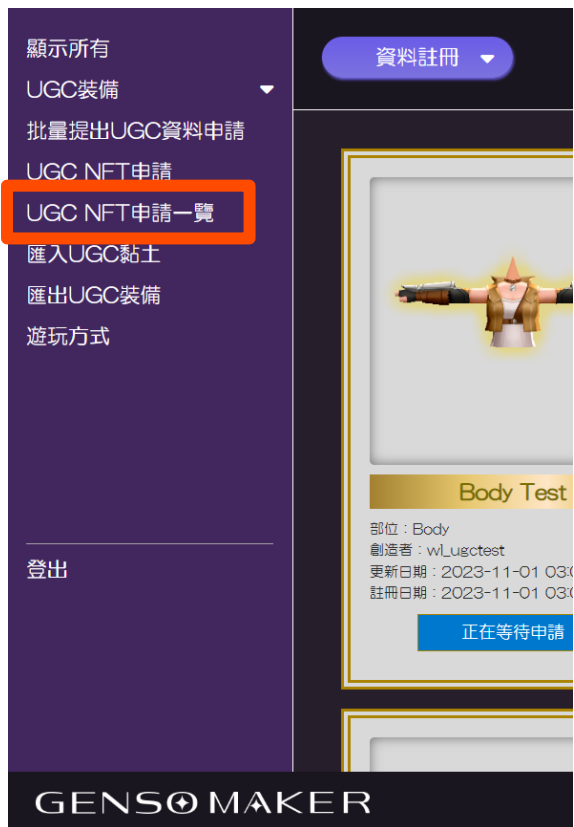 顯示所有
UGC裝備
批量提出UGC資料申請
UGC NFT申請
UGC NFT申請一覽
匯入UGC黏土
匯出UGC裝備
遊玩方式
登出
資料註冊
Body Test
部位：Body
創造者：wl_ugctest
更新日期：2023-11-01 03:0
註冊日期：2023-11-01 03:0
正在等待申請
GENSO MAKER